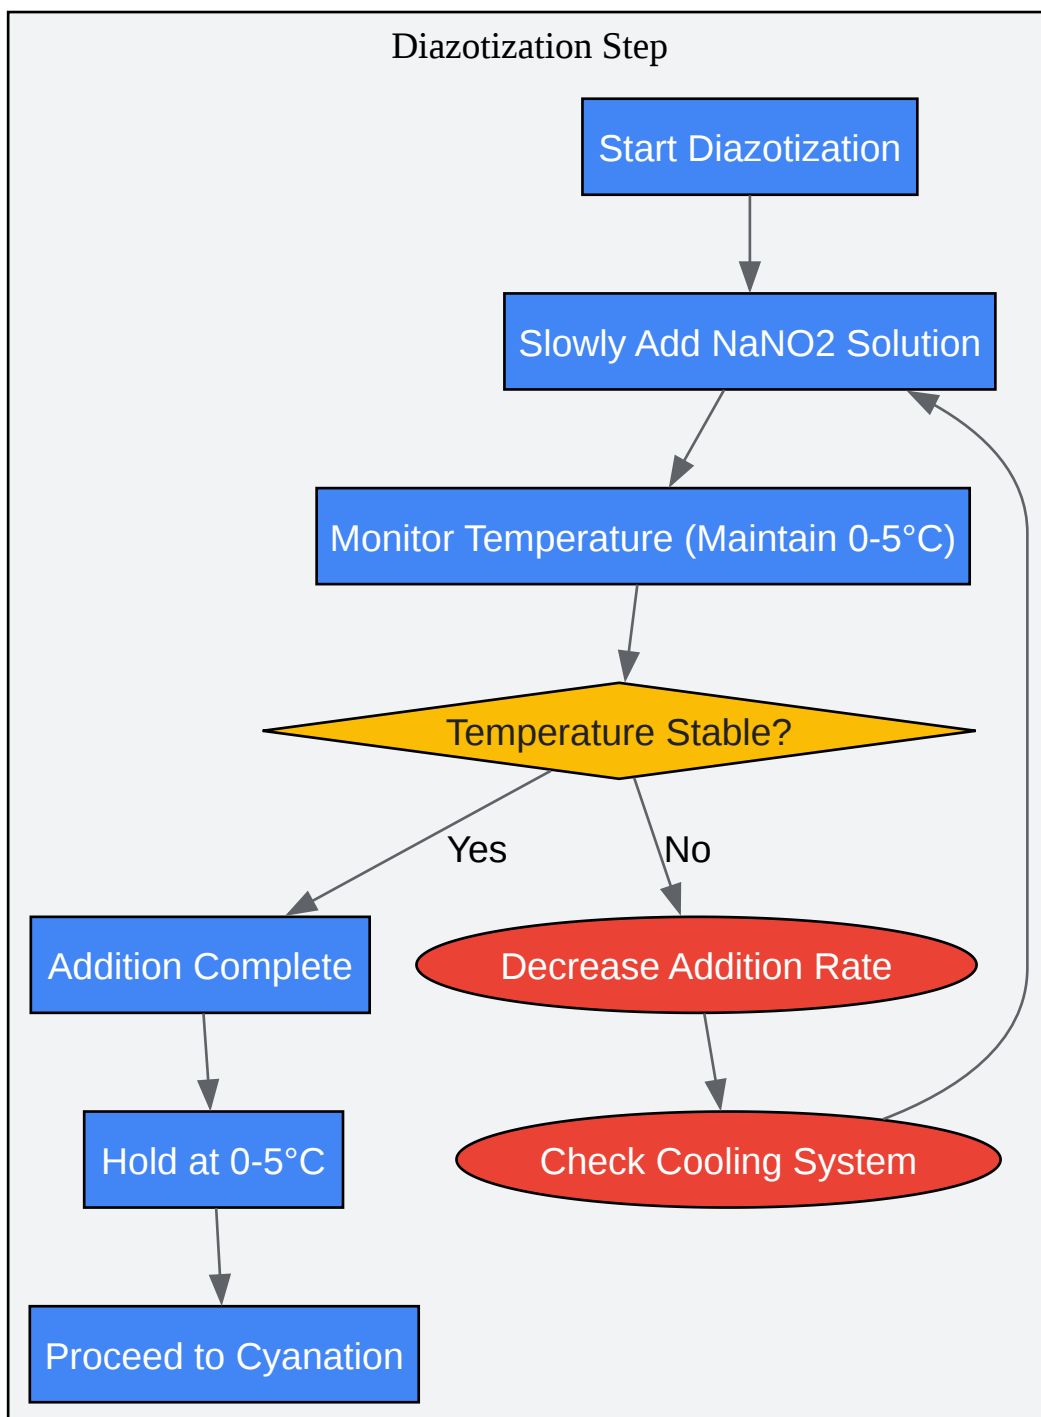 Diazotization Step
Start Diazotization
Slowly Add NaNO2 Solution
Monitor Temperature (Maintain 0-5°C)
Temperature Stable?
Yes
No
Addition Complete
Decrease Addition Rate
Hold at 0-5°C
Check Cooling System
Proceed to Cyanation